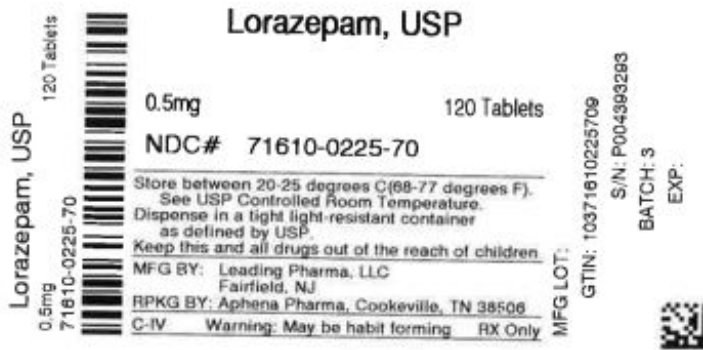 Lorazepam, USP
0.5mg 120 Tablets
NDC# 71610-0225-70
Store between 20-25 degrees C(68-77 degrees F).
See USP Controlled Room Temperature.
Dispense in a tight light-resistant container
as defined by USP.
Keep this and all drugs out of the reach of children
MFG BY: Leading Pharma, LLC
Fairfield, NJ
RPKG BY: Aphena Pharma, Cookeville, TN 38506
C-IV Warning: May be habit forming RX Only
Lorazepam, USP
0.5mg 120 Tablets
71610-0225-70
MFG LOT:
GTIN: 10371610225709
S/N: P004393293
BATCH: 3
EXP: